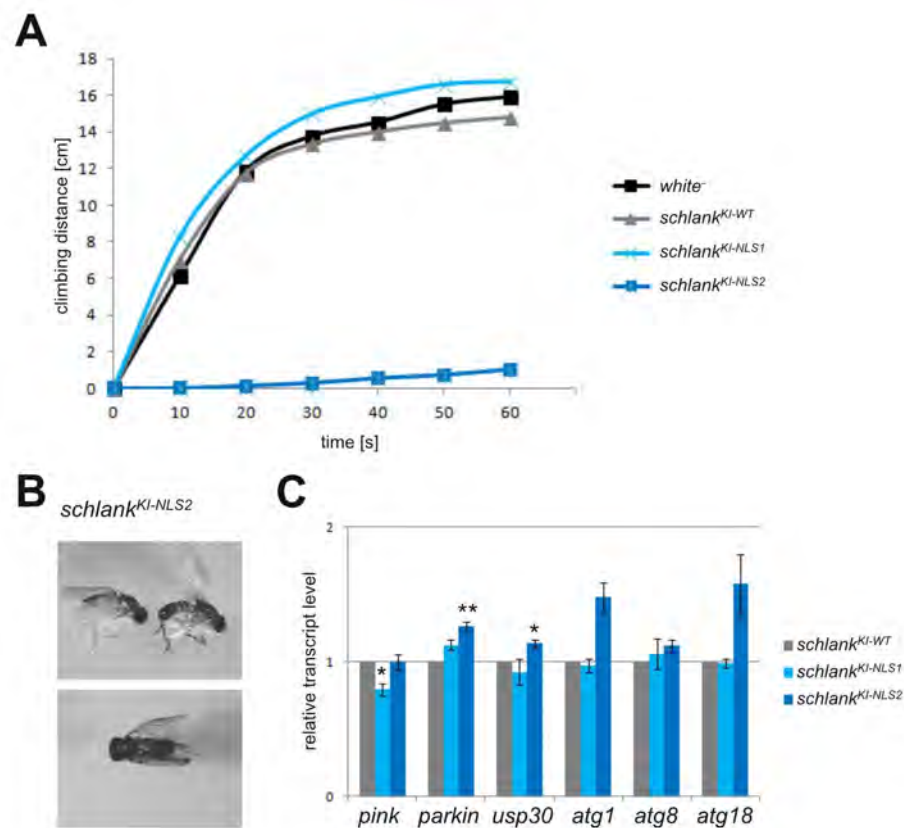 A
18
16
14
12
10
8
6
4
2
0
climbing distance [cm]
0 10 20 30 40 50 60
time [s]
white⁻
schlank^KI-WT
schlank^KI-NLS1
schlank^KI-NLS2
B
schlank^KI-NLS2
C
2
1
0
relative transcript level
* ** *
pink parkin usp30 atg1 atg8 atg18
schlank^KI-WT
schlank^KI-NLS1
schlank^KI-NLS2